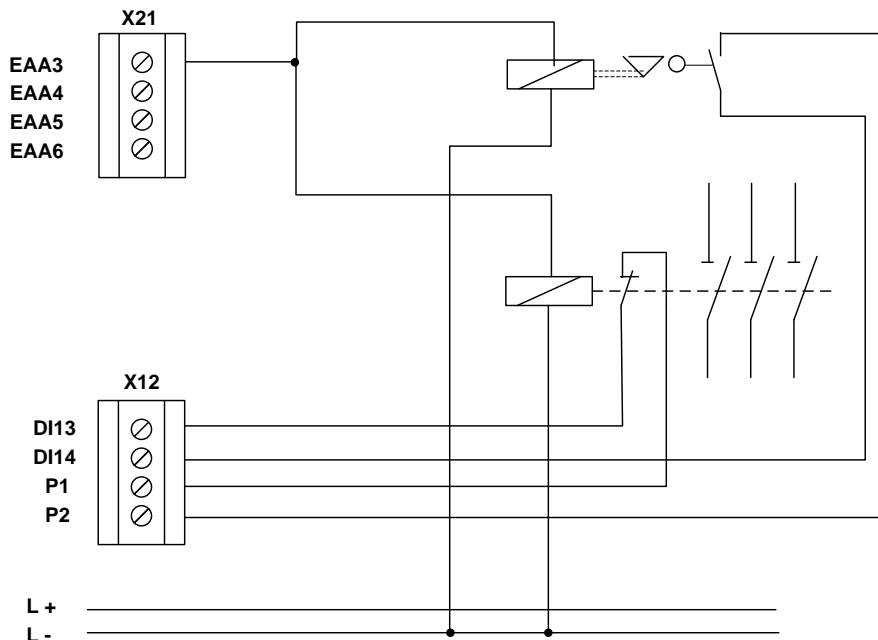 X21
EAA3
EAA4
EAA5
EAA6
X12
DI13
DI14
P1
P2
L +
L -